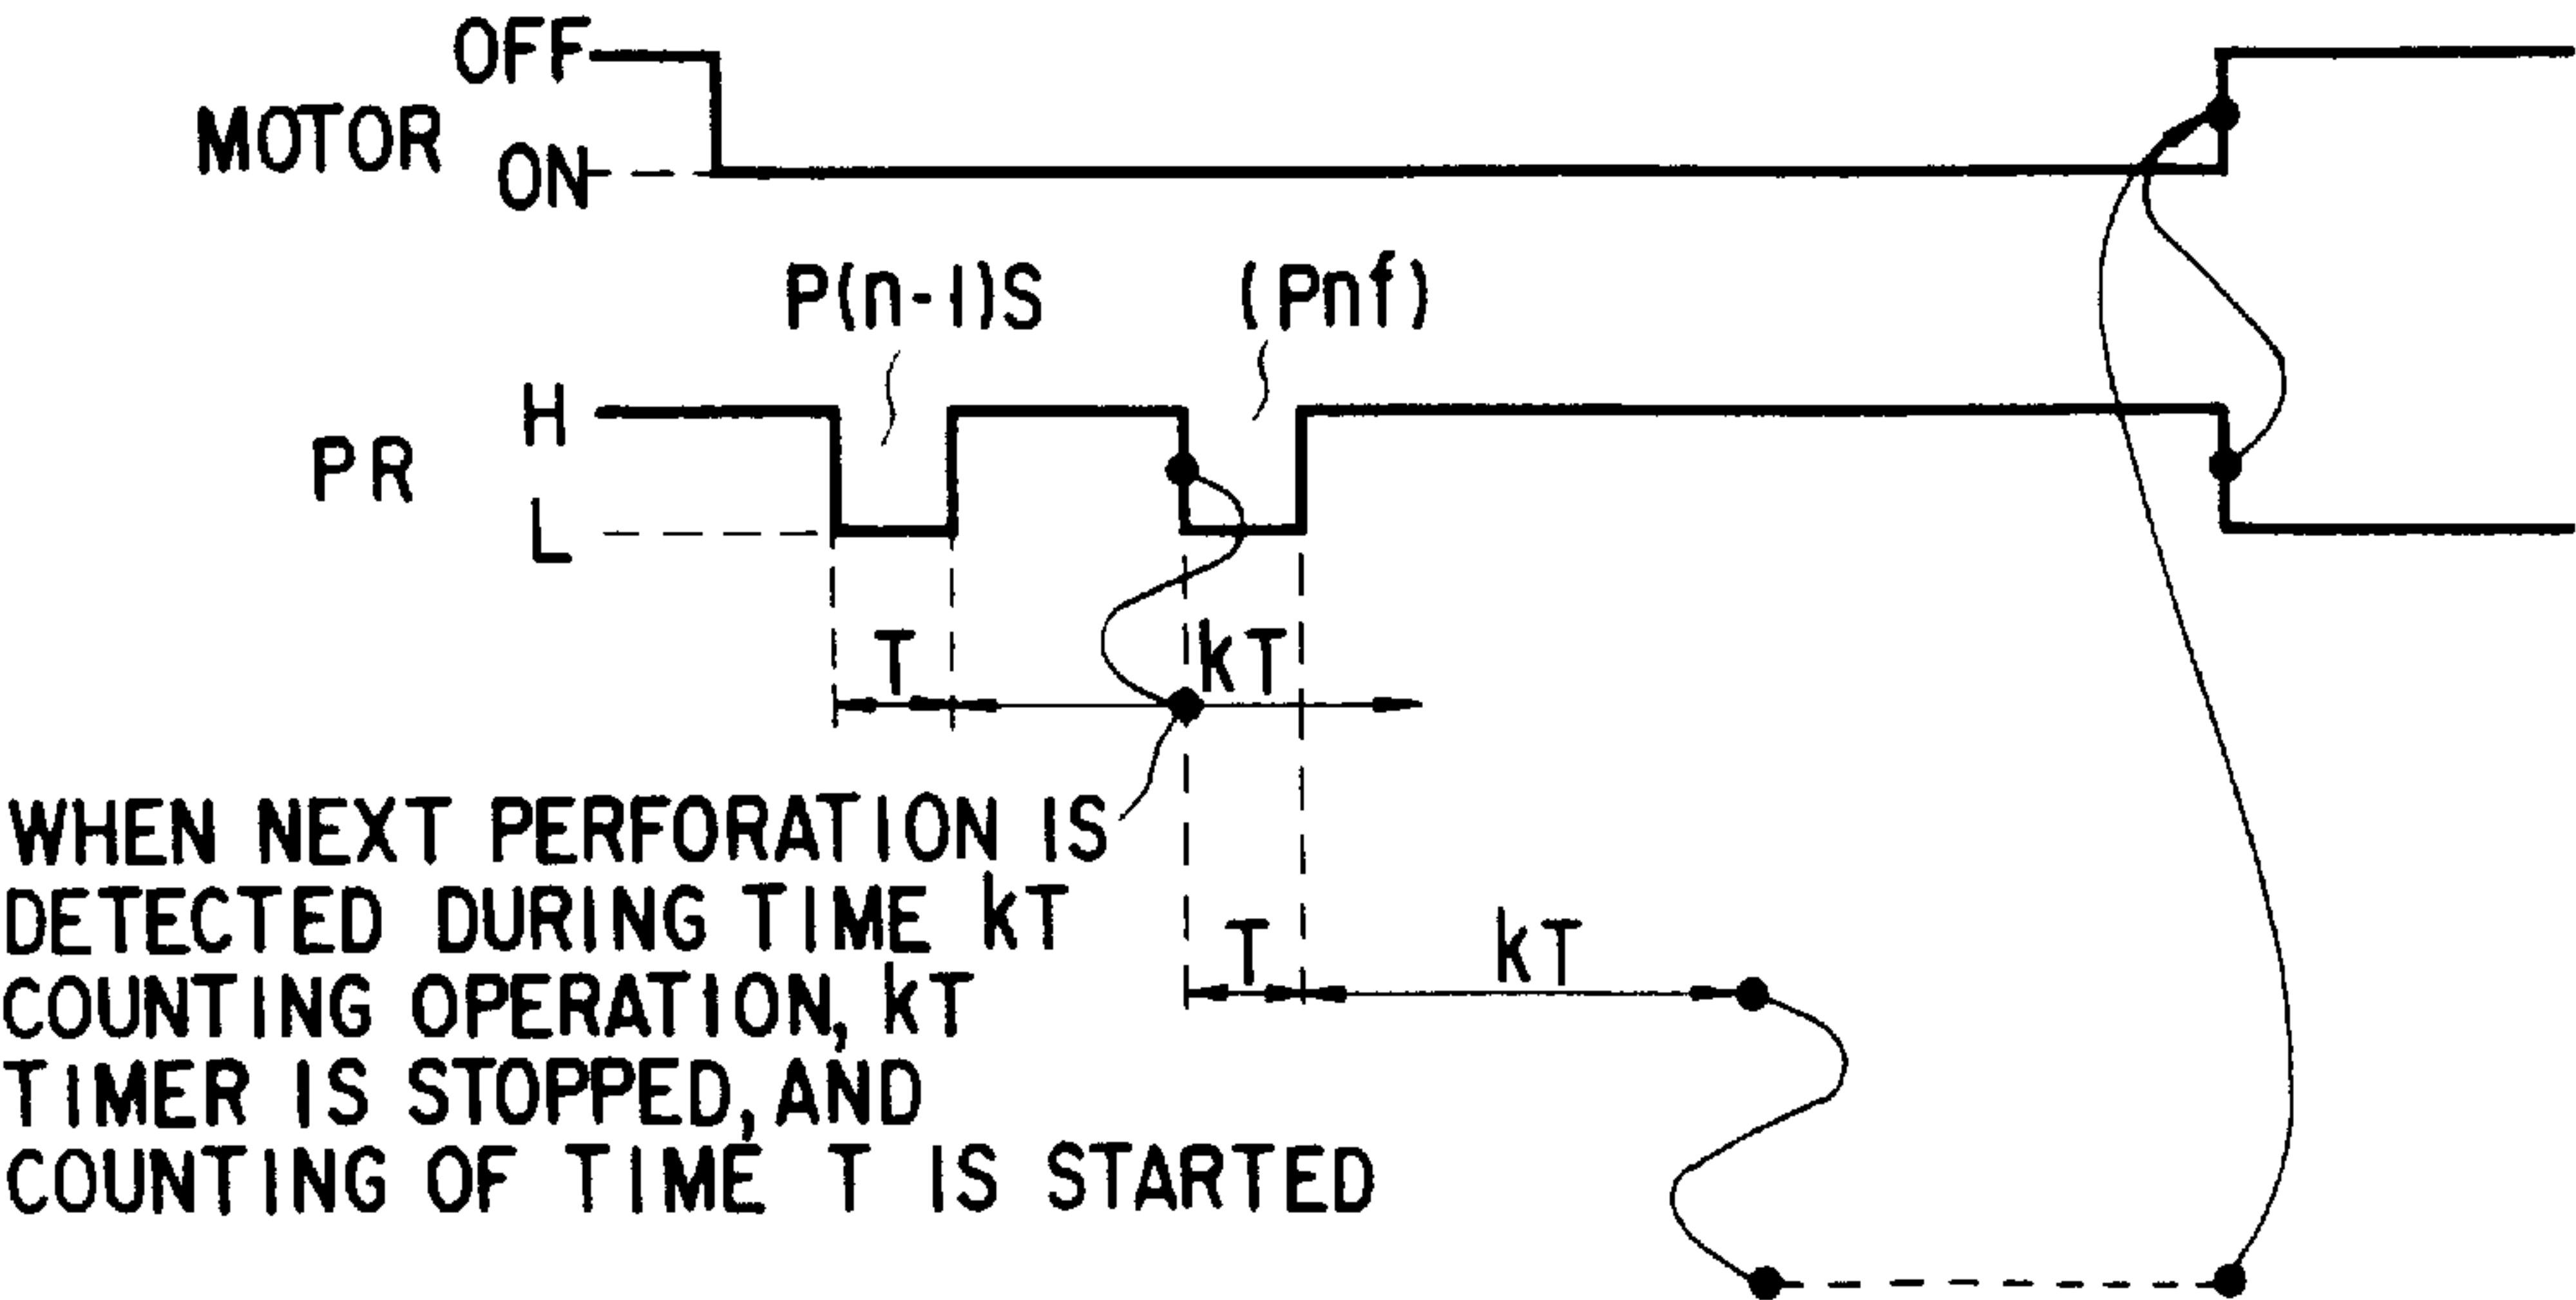 OFF
MOTOR
ON
P(n-1)S
(Pnf)
H
PR
L
T
kT
WHEN NEXT PERFORATION IS
DETECTED DURING TIME kT
COUNTING OPERATION, kT
TIMER IS STOPPED, AND
COUNTING OF TIME T IS STARTED
T
kT